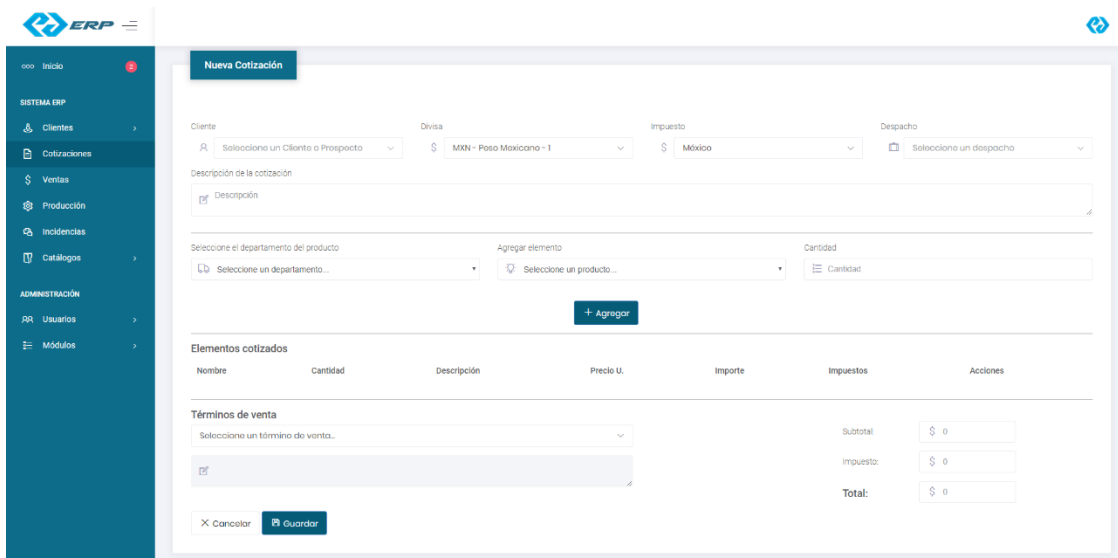 ERP
Inicio 2
SISTEMA ERP
Clientes
Cotizaciones
$ Ventas
Producción
Incidencias
Catálogos
ADMINISTRACIÓN
Usuarios
Módulos
Nueva Cotización
Cliente Divisa Impuesto Despacho
Seleccione un Cliente o Prospecto $ MXN - Peso Mexicano - 1 $ México Seleccione un despacho
Descripción de la cotización
Descripción
Seleccione el departamento del producto Agregar elemento Cantidad
Seleccione un departamento... Seleccione un producto... Cantidad
+ Agregar
Elementos cotizados
Nombre Cantidad Descripción Precio U. Importe Impuestos Acciones
Términos de venta
Seleccione un término de venta...
Subtotal: $ 0
Impuesto: $ 0
Total: $ 0
Cancelar Guardar